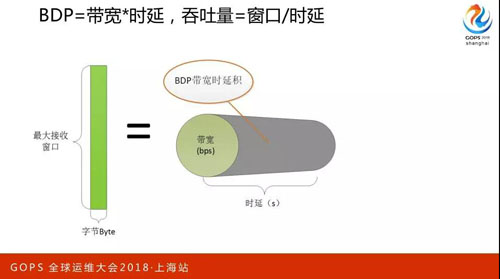 BDP=带宽*时延，吞吐量=窗口/时延
GOPS
shanghai
BDP带宽时延积
最大接收
窗口
=
带宽
(bps)
时延（s）
字节Byte
GOPS 全球运维大会2018·上海站